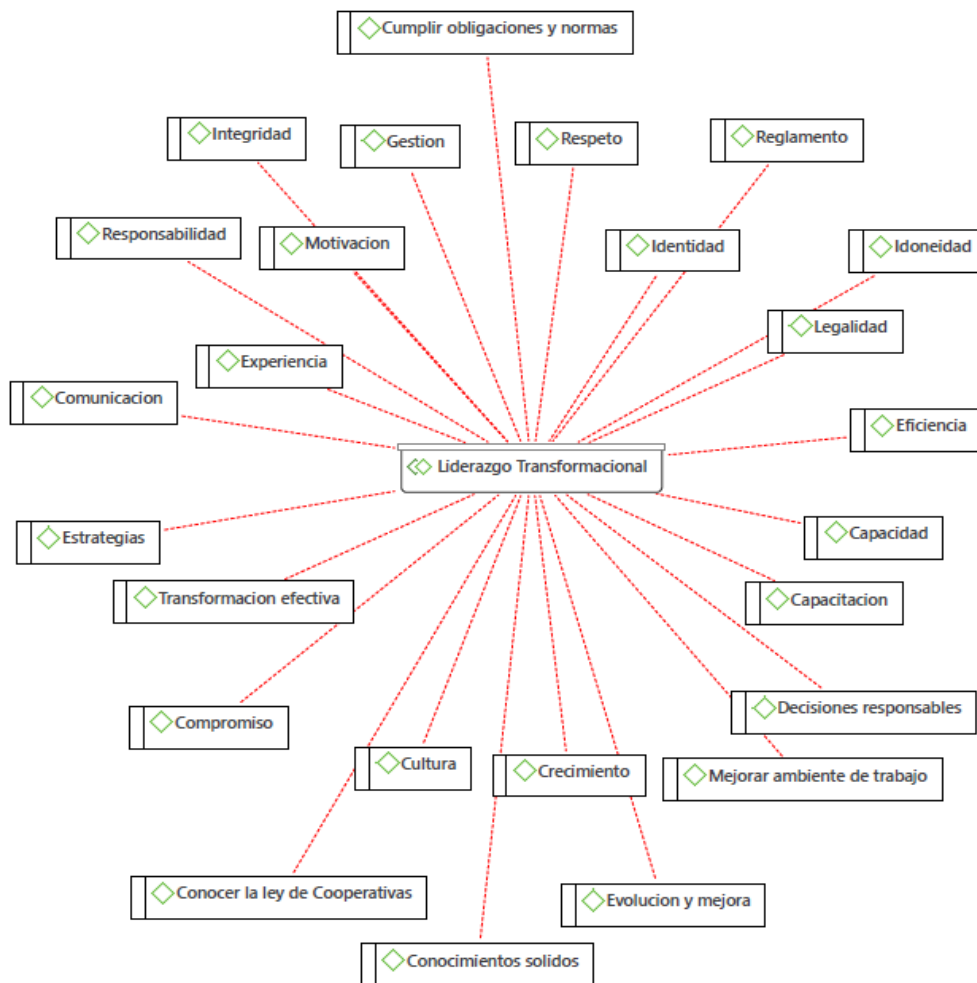 Cumplir obligaciones y normas
Integridad
Gestion
Respeto
Reglamento
Responsabilidad
Motivacion
Identidad
Idoneidad
Legalidad
Experiencia
Comunicacion
Eficiencia
Liderazgo Transformacional
Estrategias
Capacidad
Transformacion efectiva
Capacitacion
Compromiso
Decisiones responsables
Cultura
Crecimiento
Mejorar ambiente de trabajo
Conocer la ley de Cooperativas
Evolucion y mejora
Conocimientos solidos